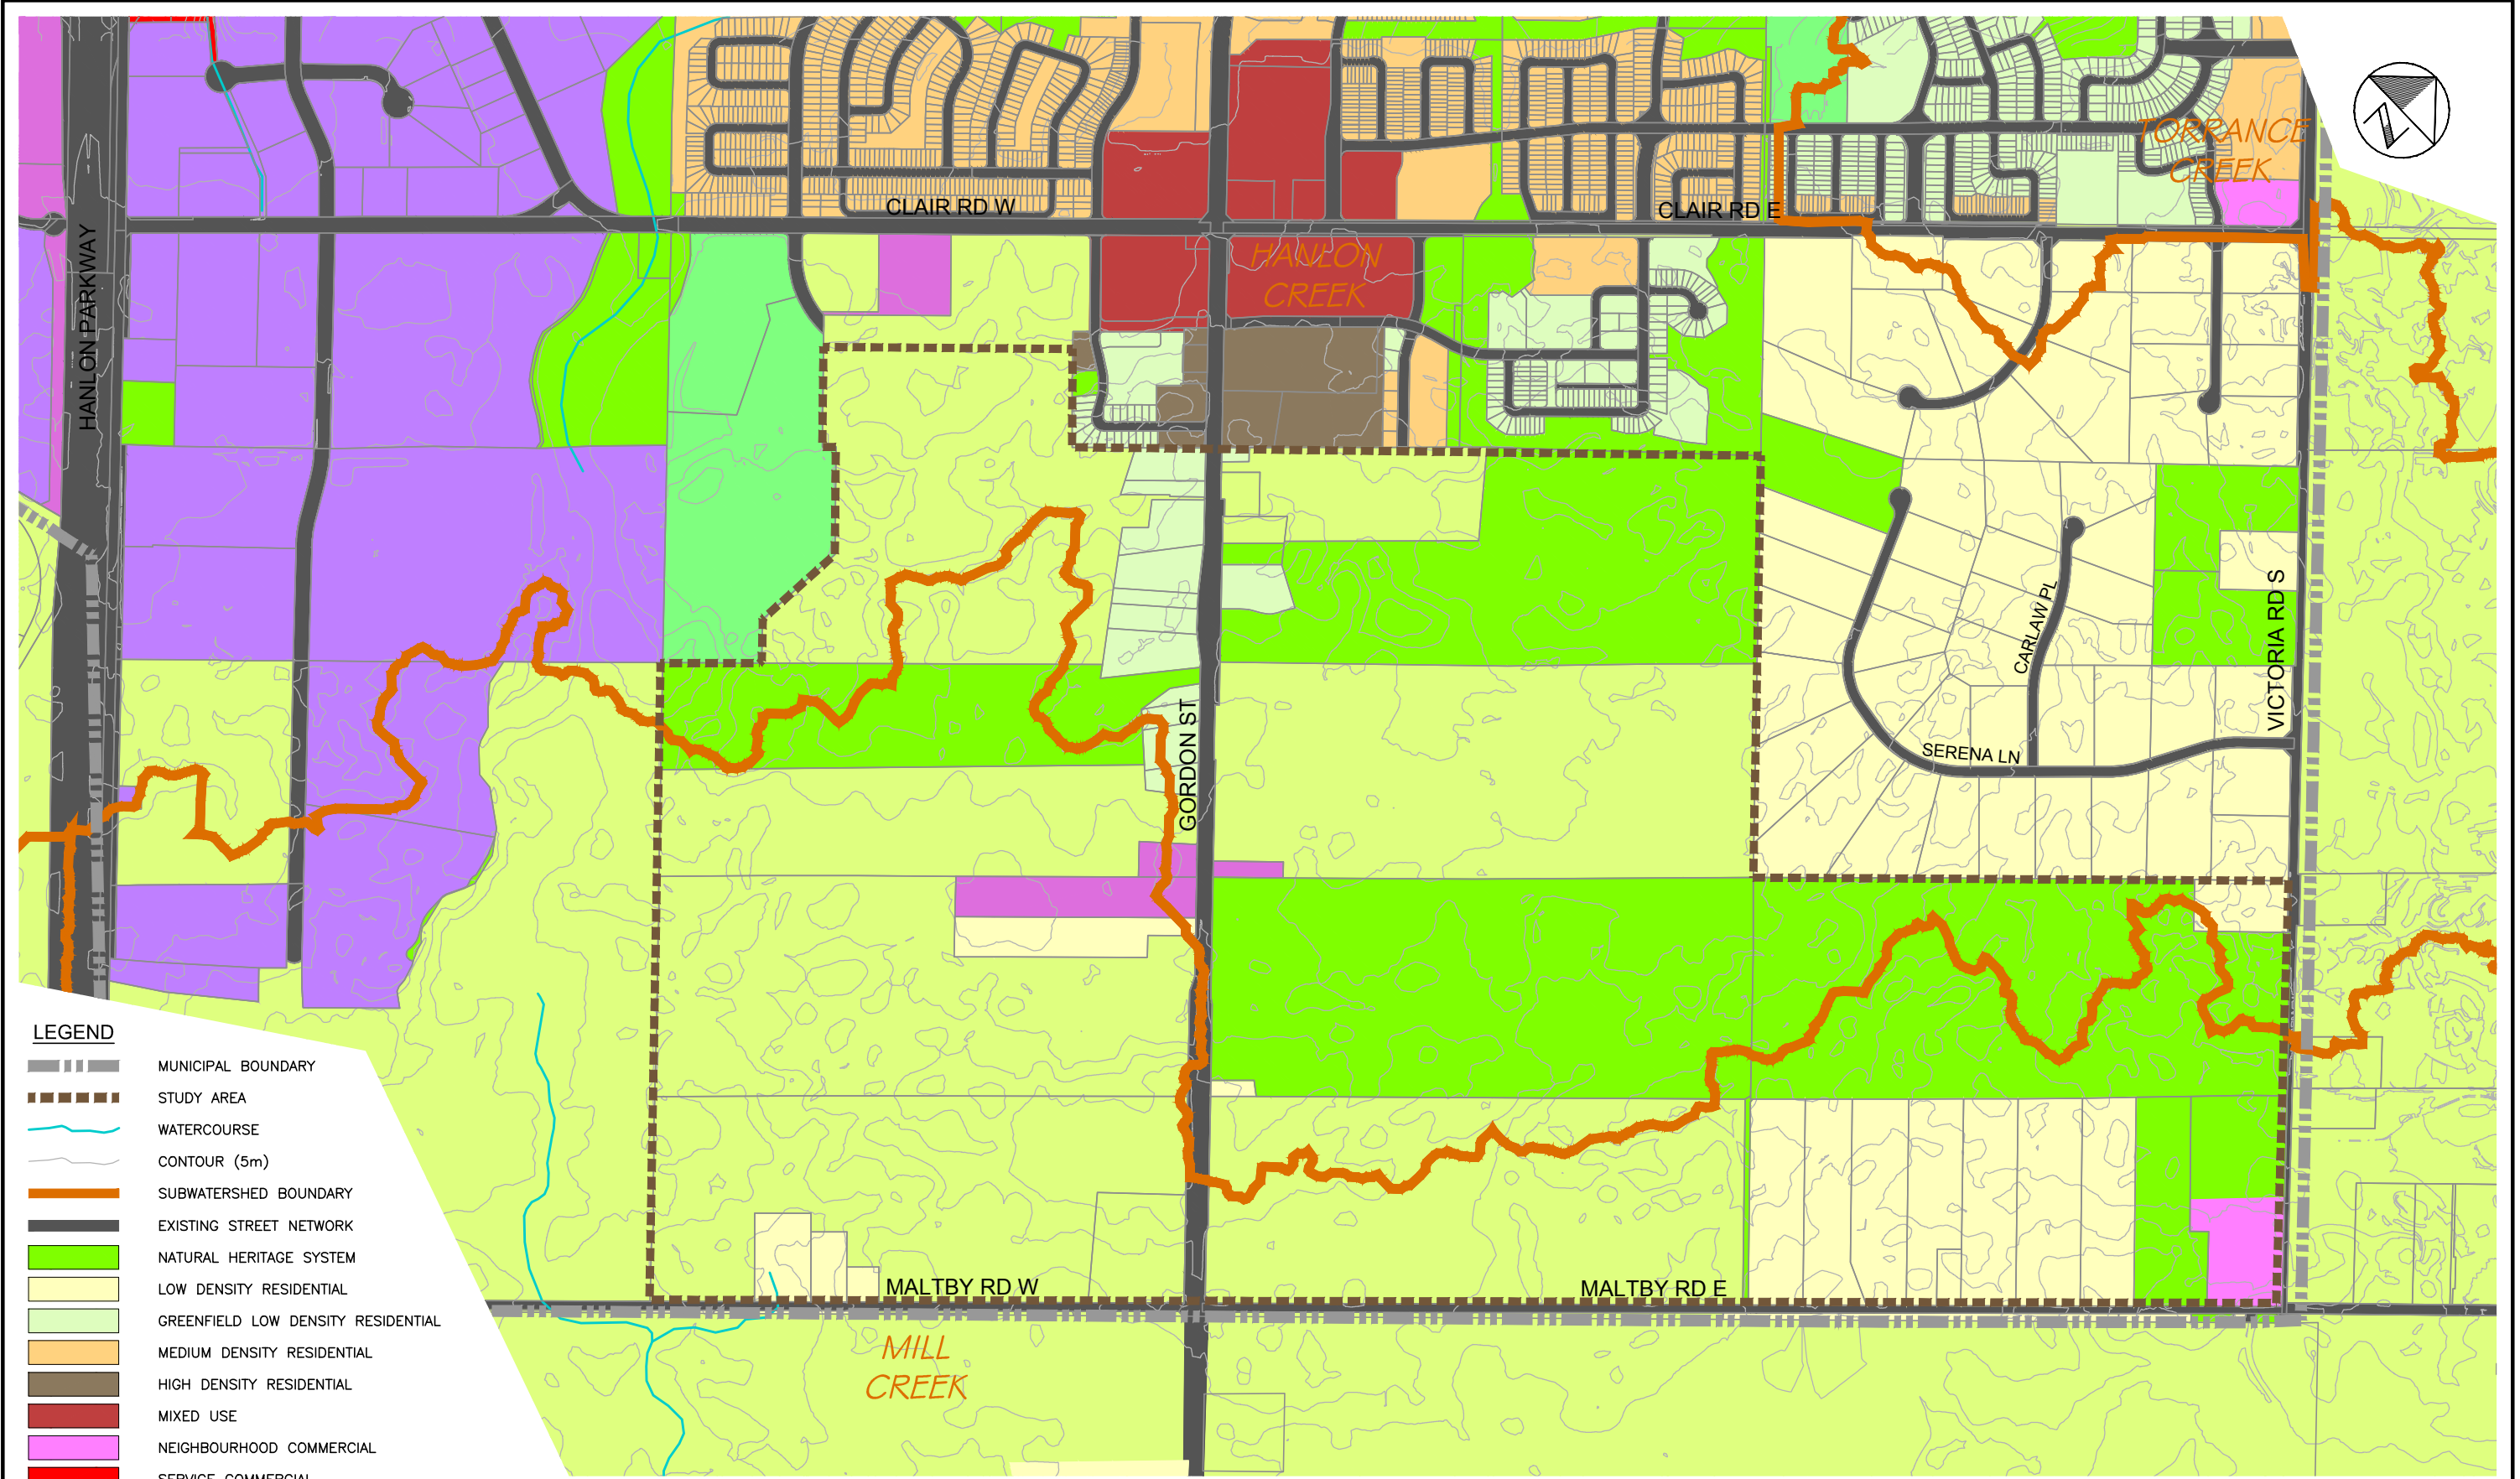 TORRANCE
CREEK
CLAIR RD W
CLAIR RD E
HANLON PARKWAY
HANLON
CREEK
CARLAW PL
VICTORIA RD S
GORDON ST
SERENA LN
MALTBY RD W
MALTBY RD E
MILL
CREEK
LEGEND
MUNICIPAL BOUNDARY
STUDY AREA
WATERCOURSE
CONTOUR (5m)
SUBWATERSHED BOUNDARY
EXISTING STREET NETWORK
NATURAL HERITAGE SYSTEM
LOW DENSITY RESIDENTIAL
GREENFIELD LOW DENSITY RESIDENTIAL
MEDIUM DENSITY RESIDENTIAL
HIGH DENSITY RESIDENTIAL
MIXED USE
NEIGHBOURHOOD COMMERCIAL
SERVICE COMMERCIAL